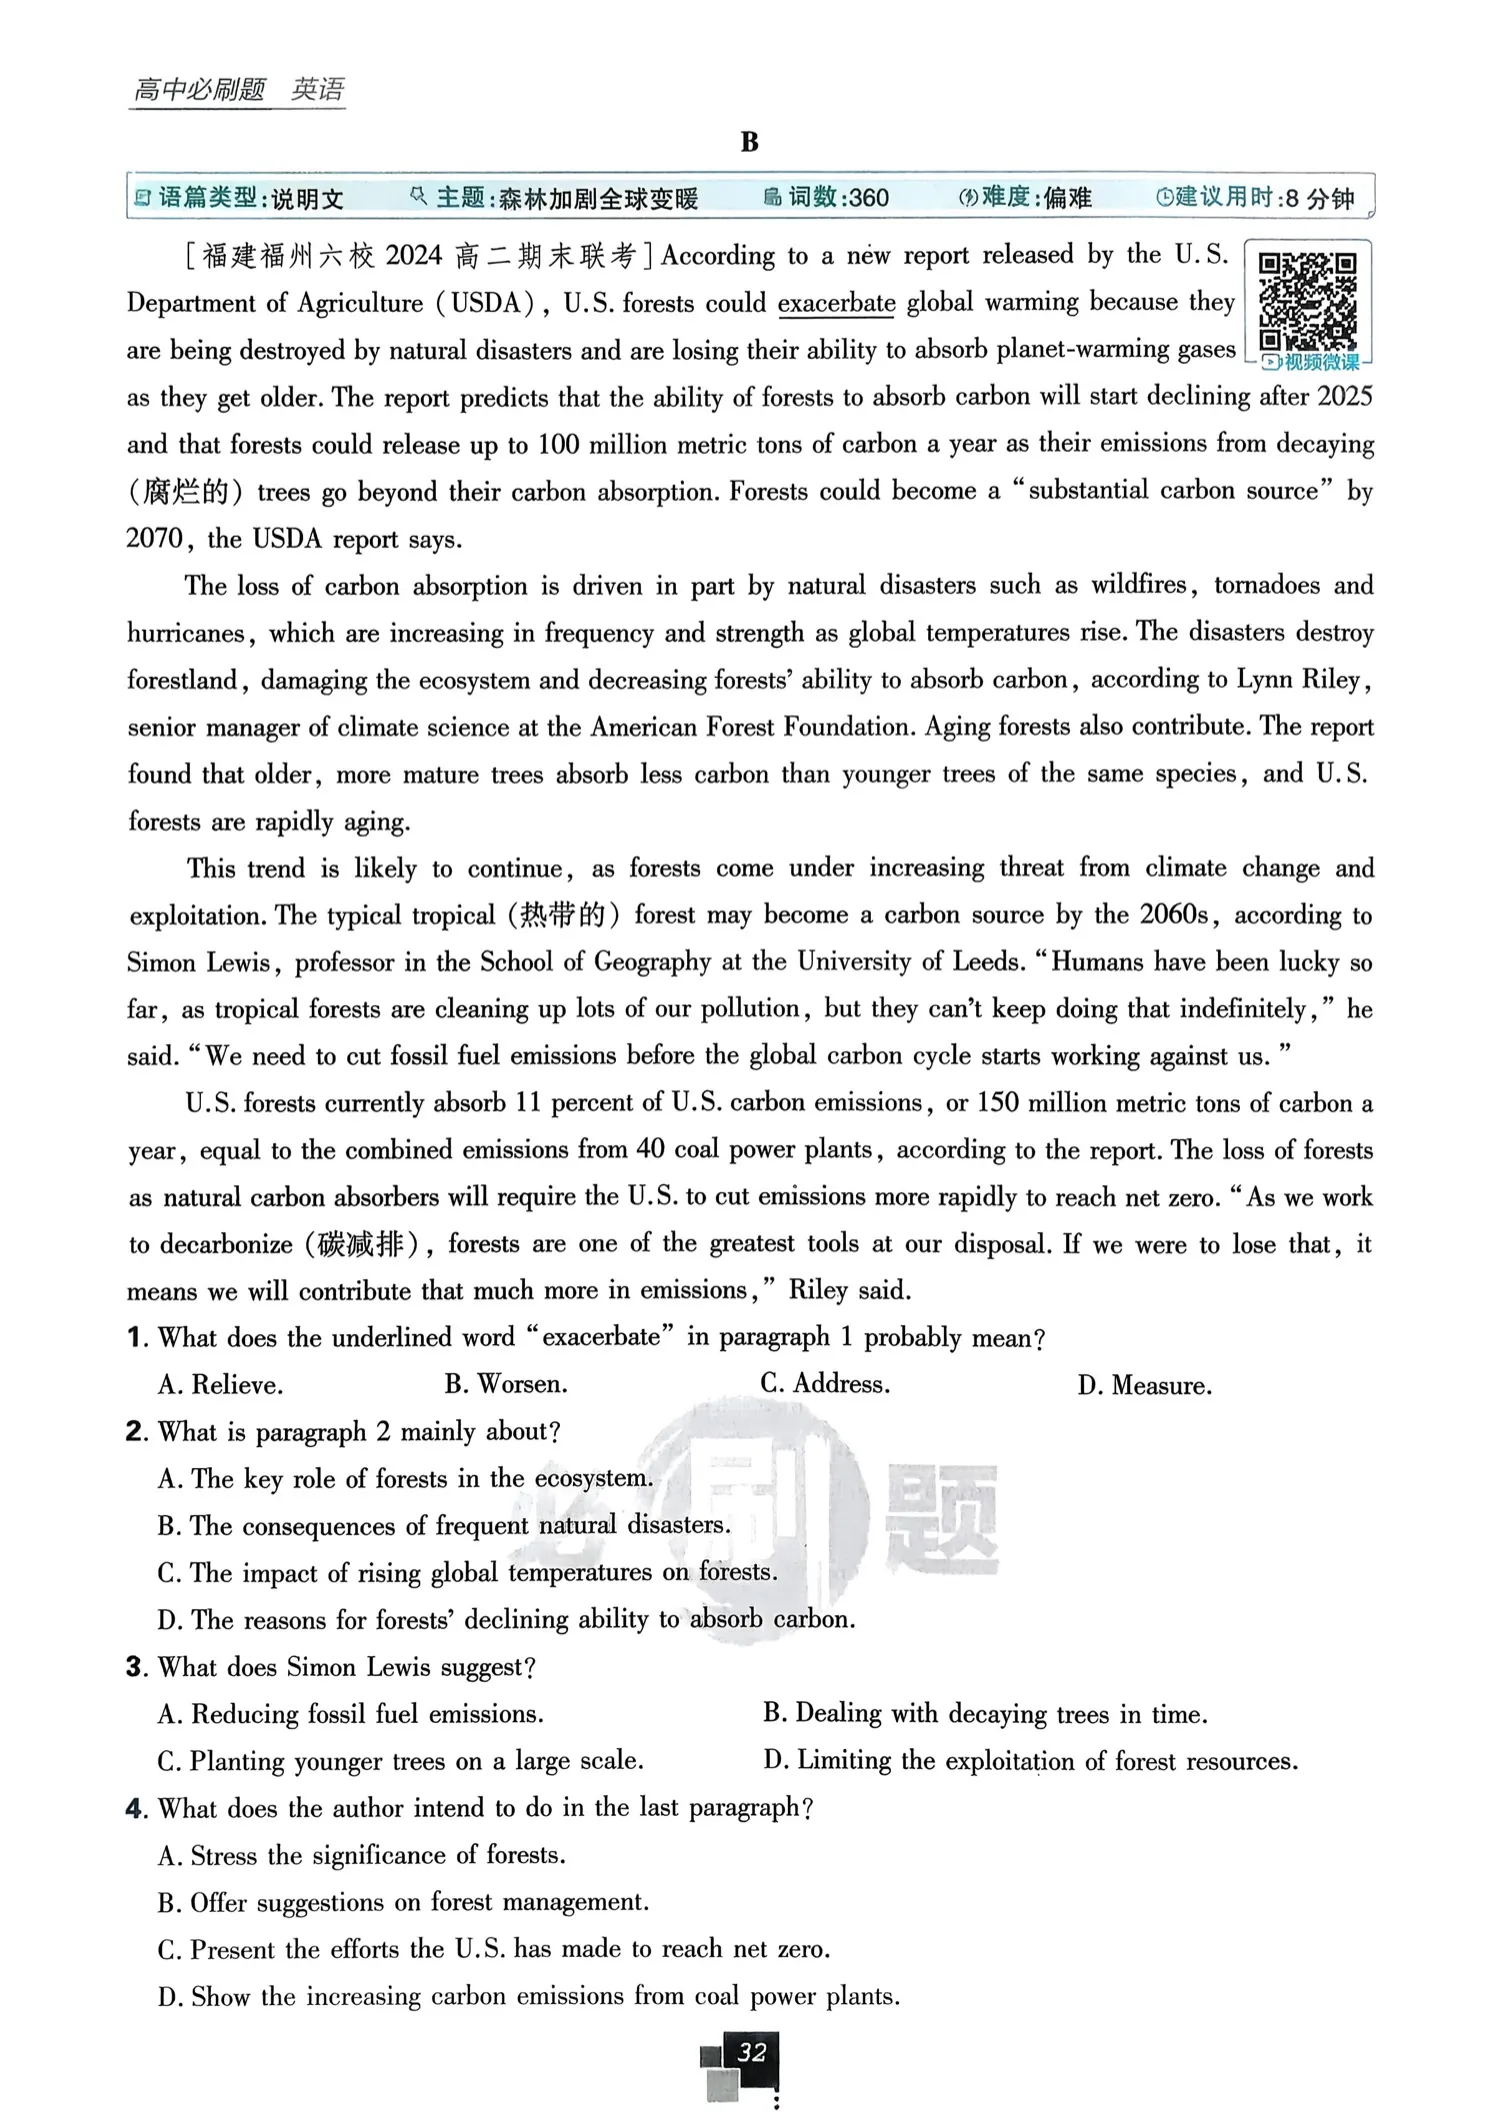 高中必刷题 英语
B
语篇类型:说明文 主题:森林加剧全球变暖 词数:360 难度:偏难 建议用时:8 分钟
[福建福州六校 2024 高二期末联考] According to a new report released by the U.S.
Department of Agriculture (USDA), U.S. forests could exacerbate global warming because they
are being destroyed by natural disasters and are losing their ability to absorb planet-warming gases
视频微课
as they get older. The report predicts that the ability of forests to absorb carbon will start declining after 2025
and that forests could release up to 100 million metric tons of carbon a year as their emissions from decaying
(腐烂的) trees go beyond their carbon absorption. Forests could become a “substantial carbon source” by
2070, the USDA report says.
The loss of carbon absorption is driven in part by natural disasters such as wildfires, tornadoes and
hurricanes, which are increasing in frequency and strength as global temperatures rise. The disasters destroy
forestland, damaging the ecosystem and decreasing forests’ ability to absorb carbon, according to Lynn Riley,
senior manager of climate science at the American Forest Foundation. Aging forests also contribute. The report
found that older, more mature trees absorb less carbon than younger trees of the same species, and U.S.
forests are rapidly aging.
This trend is likely to continue, as forests come under increasing threat from climate change and
exploitation. The typical tropical (热带的) forest may become a carbon source by the 2060s, according to
Simon Lewis, professor in the School of Geography at the University of Leeds. “Humans have been lucky so
far, as tropical forests are cleaning up lots of our pollution, but they can’t keep doing that indefinitely,” he
said. “We need to cut fossil fuel emissions before the global carbon cycle starts working against us.”
U.S. forests currently absorb 11 percent of U.S. carbon emissions, or 150 million metric tons of carbon a
year, equal to the combined emissions from 40 coal power plants, according to the report. The loss of forests
as natural carbon absorbers will require the U.S. to cut emissions more rapidly to reach net zero. “As we work
to decarbonize (碳减排), forests are one of the greatest tools at our disposal. If we were to lose that, it
means we will contribute that much more in emissions,” Riley said.
1. What does the underlined word “exacerbate” in paragraph 1 probably mean?
A. Relieve. B. Worsen. C. Address. D. Measure.
2. What is paragraph 2 mainly about?
A. The key role of forests in the ecosystem.
B. The consequences of frequent natural disasters.
C. The impact of rising global temperatures on forests.
D. The reasons for forests’ declining ability to absorb carbon.
必刷题
3. What does Simon Lewis suggest?
A. Reducing fossil fuel emissions. B. Dealing with decaying trees in time.
C. Planting younger trees on a large scale. D. Limiting the exploitation of forest resources.
4. What does the author intend to do in the last paragraph?
A. Stress the significance of forests.
B. Offer suggestions on forest management.
C. Present the efforts the U.S. has made to reach net zero.
D. Show the increasing carbon emissions from coal power plants.
32